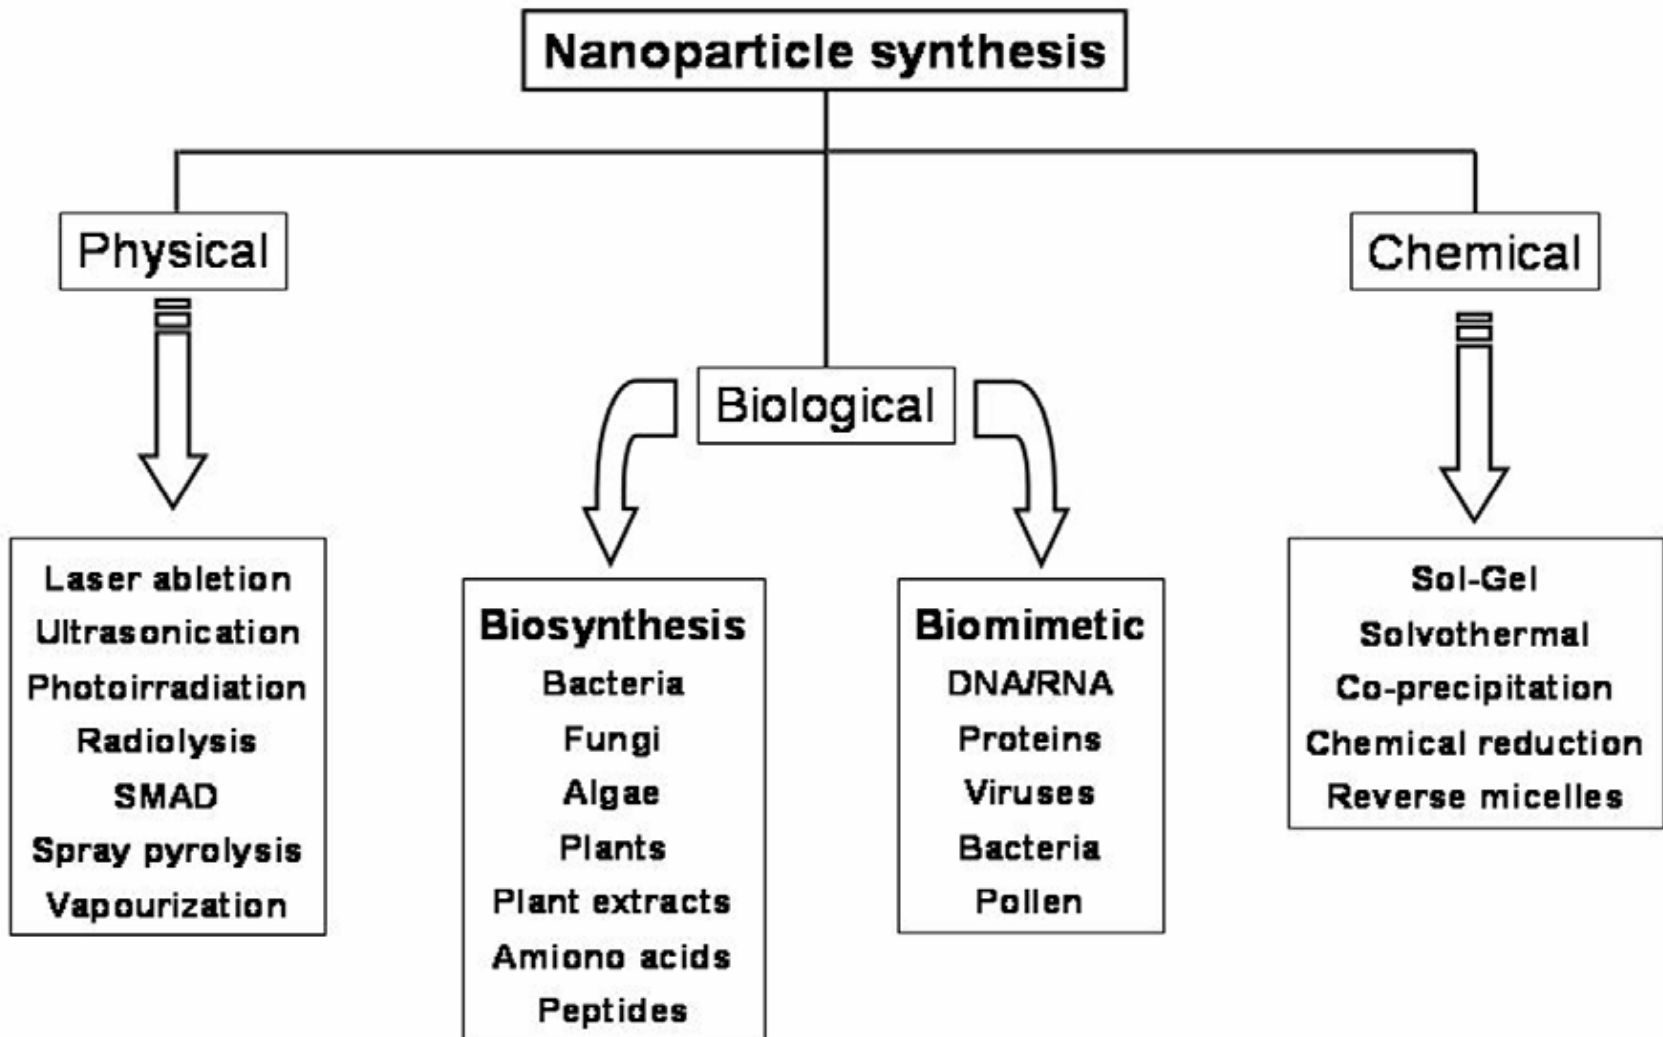 Nanoparticle synthesis
Physical
Chemical
Biological
Laser abletion
Ultrasonication
Photoirradiation
Radiolysis
SMAD
Spray pyrolysis
Vapourization
Biosynthesis
Bacteria
Fungi
Algae
Plants
Plant extracts
Amiono acids
Peptides
Biomimetic
DNA/RNA
Proteins
Viruses
Bacteria
Pollen
Sol-Gel
Solvothermal
Co-precipitation
Chemical reduction
Reverse micelles